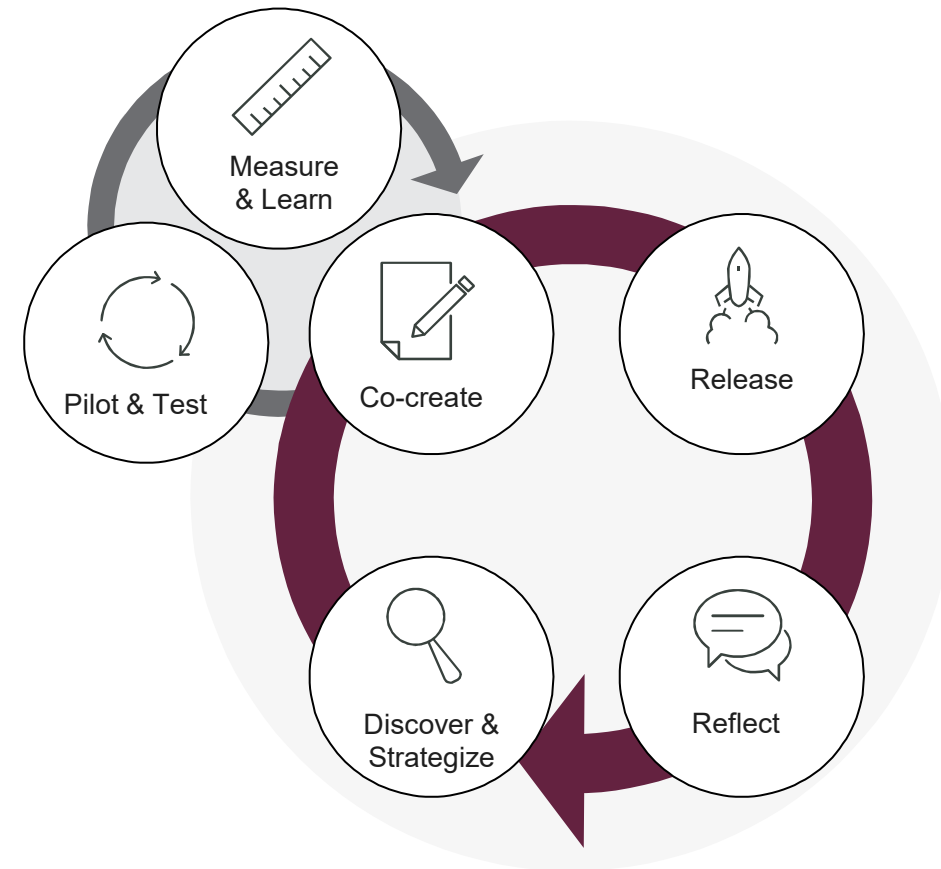 Measure
& Learn
Pilot & Test
Co-create
Release
Discover &
Strategize
Reflect